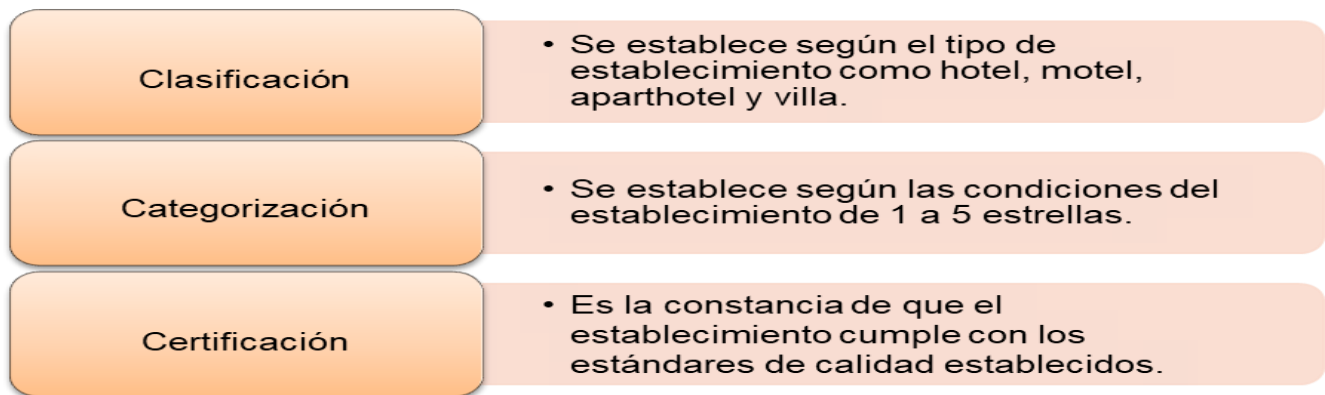 Clasificación
• Se establece según el tipo de
establecimiento como hotel, motel,
aparthotel y villa.
Categorización
• Se establece según las condiciones del
establecimiento de 1 a 5 estrellas.
Certificación
• Es la constancia de que el
establecimiento cumple con los
estándares de calidad establecidos.